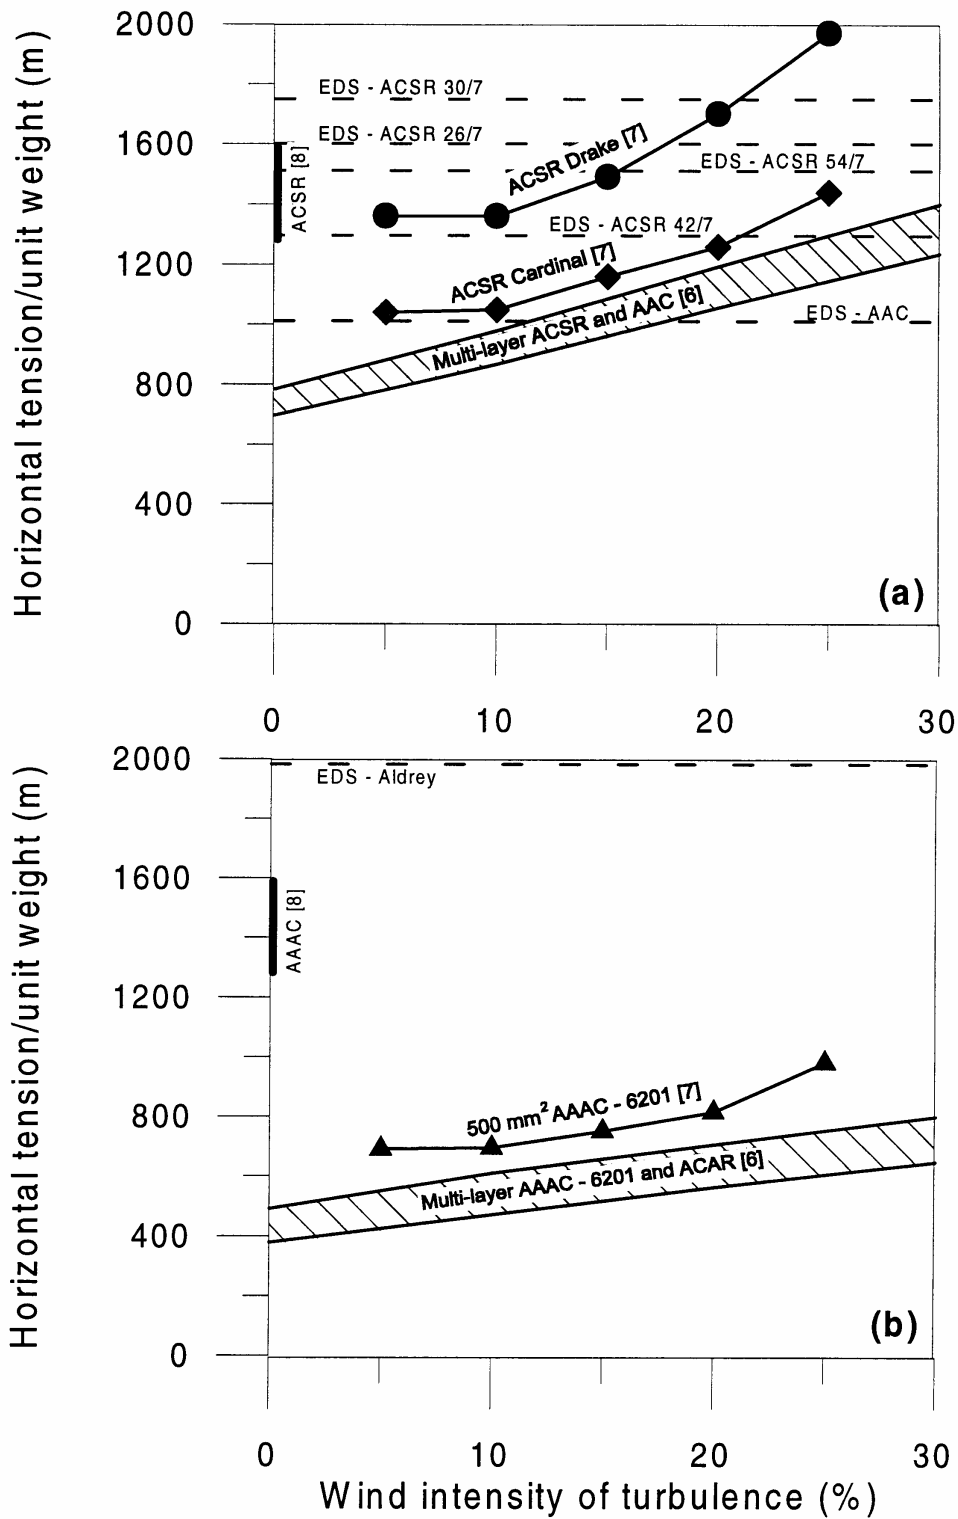 Horizontal tension/unit weight (m)
2000
1600
1200
800
400
0
EDS - ACSR 30/7
EDS - ACSR 26/7
ACSR Drake [7]
EDS - ACSR 54/7
ACSR [8]
EDS - ACSR 42/7
ACSR Cardinal [7]
Multi-layer ACSR and AAC [6]
EDS - AAC
(a)
0 10 20 30
Horizontal tension/unit weight (m)
2000
1600
1200
800
400
0
EDS - Aldrey
AAAC [8]
500 mm² AAAC - 6201 [7]
Multi-layer AAAC - 6201 and ACAR [6]
(b)
0 10 20 30
Wind intensity of turbulence (%)